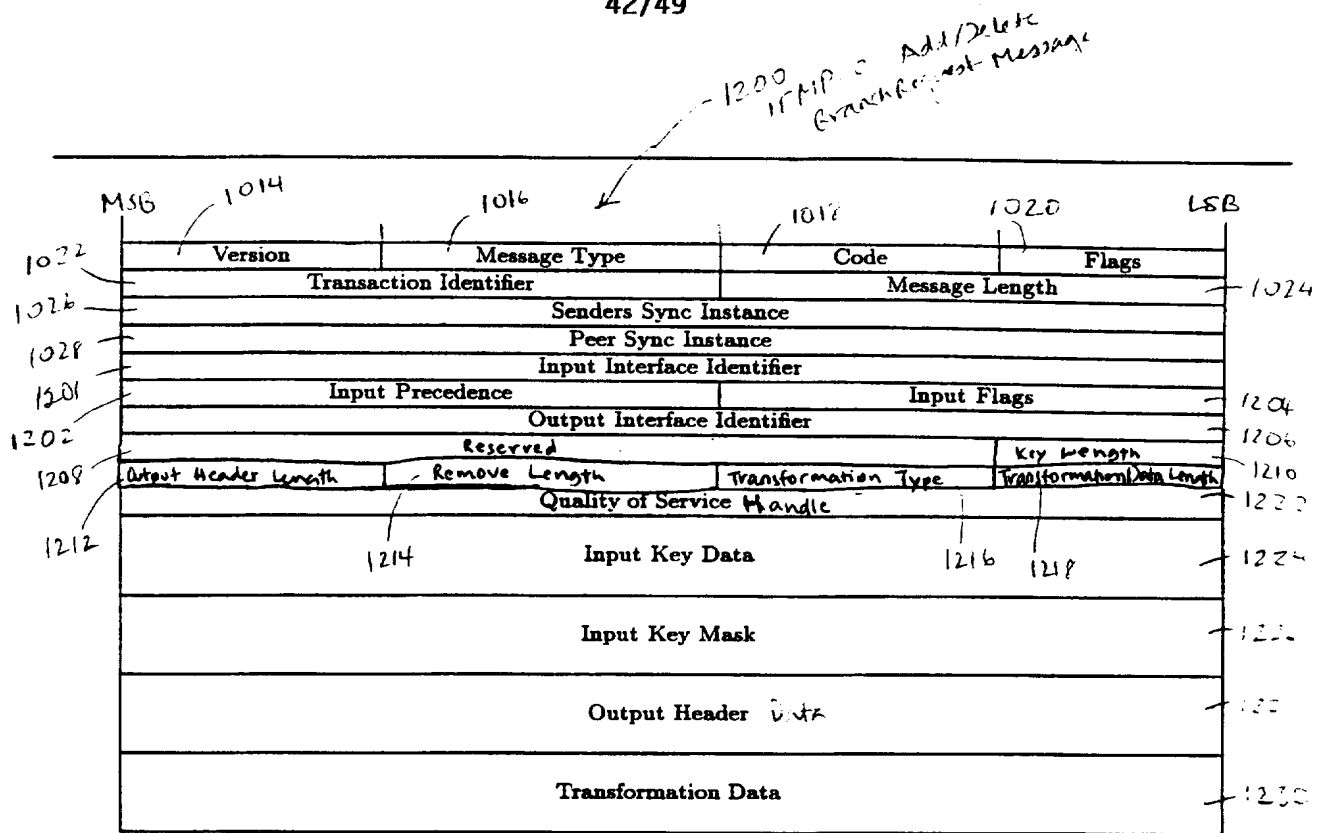 42/49
1200 Add/Delete
Message
MSB 1014 1016 1020 LSB
Version Message Type Code Flags
1022 Transaction Identifier Message Length 1024
1026 Senders Sync Instance
1028 Peer Sync Instance
1201 Input Interface Identifier
1202 Input Precedence Input Flags 1204
Output Interface Identifier 1206
1208 Reserved Key Length 1210
1212 Output Header Length Remove Length Transformation Type Transformation Data Length
Quality of Service Handle
1214 Input Key Data 1216 1218
Input Key Mask
Output Header Data
Transformation Data